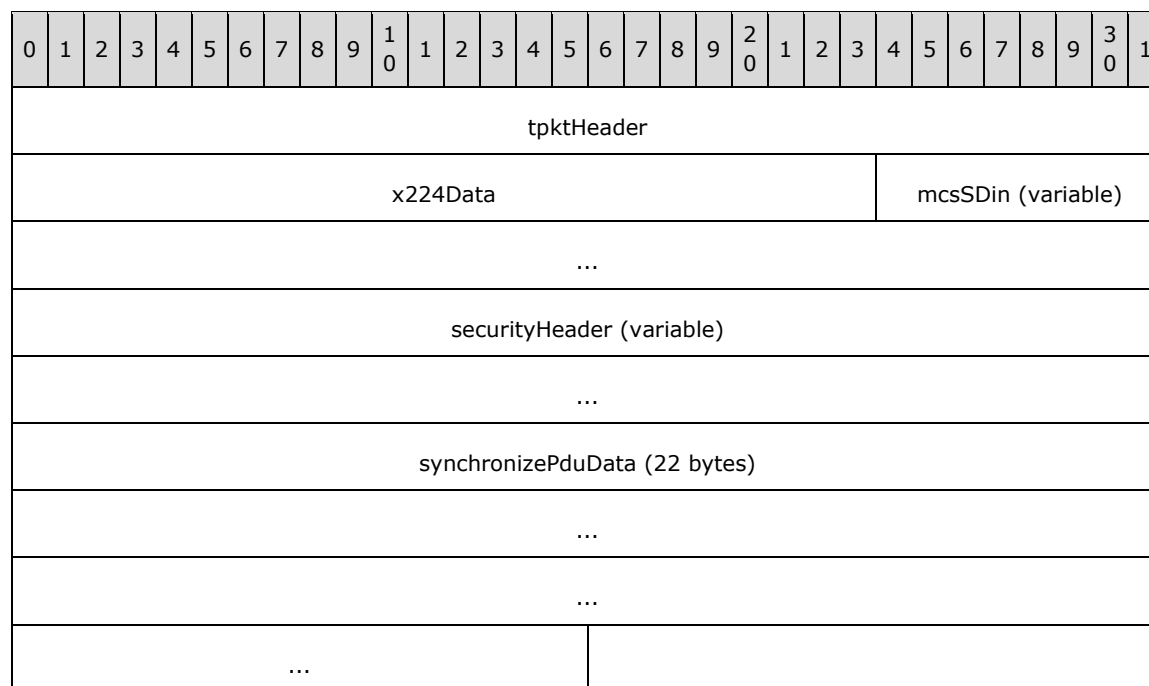 0 1 2 3 4 5 6 7 8 9 1 0 1 2 3 4 5 6 7 8 9 2 0 1 2 3 4 5 6 7 8 9 3 0 1
tpktHeader
x224Data mcsSDin (variable)
...
securityHeader (variable)
...
synchronizePduData (22 bytes)
...
...
...